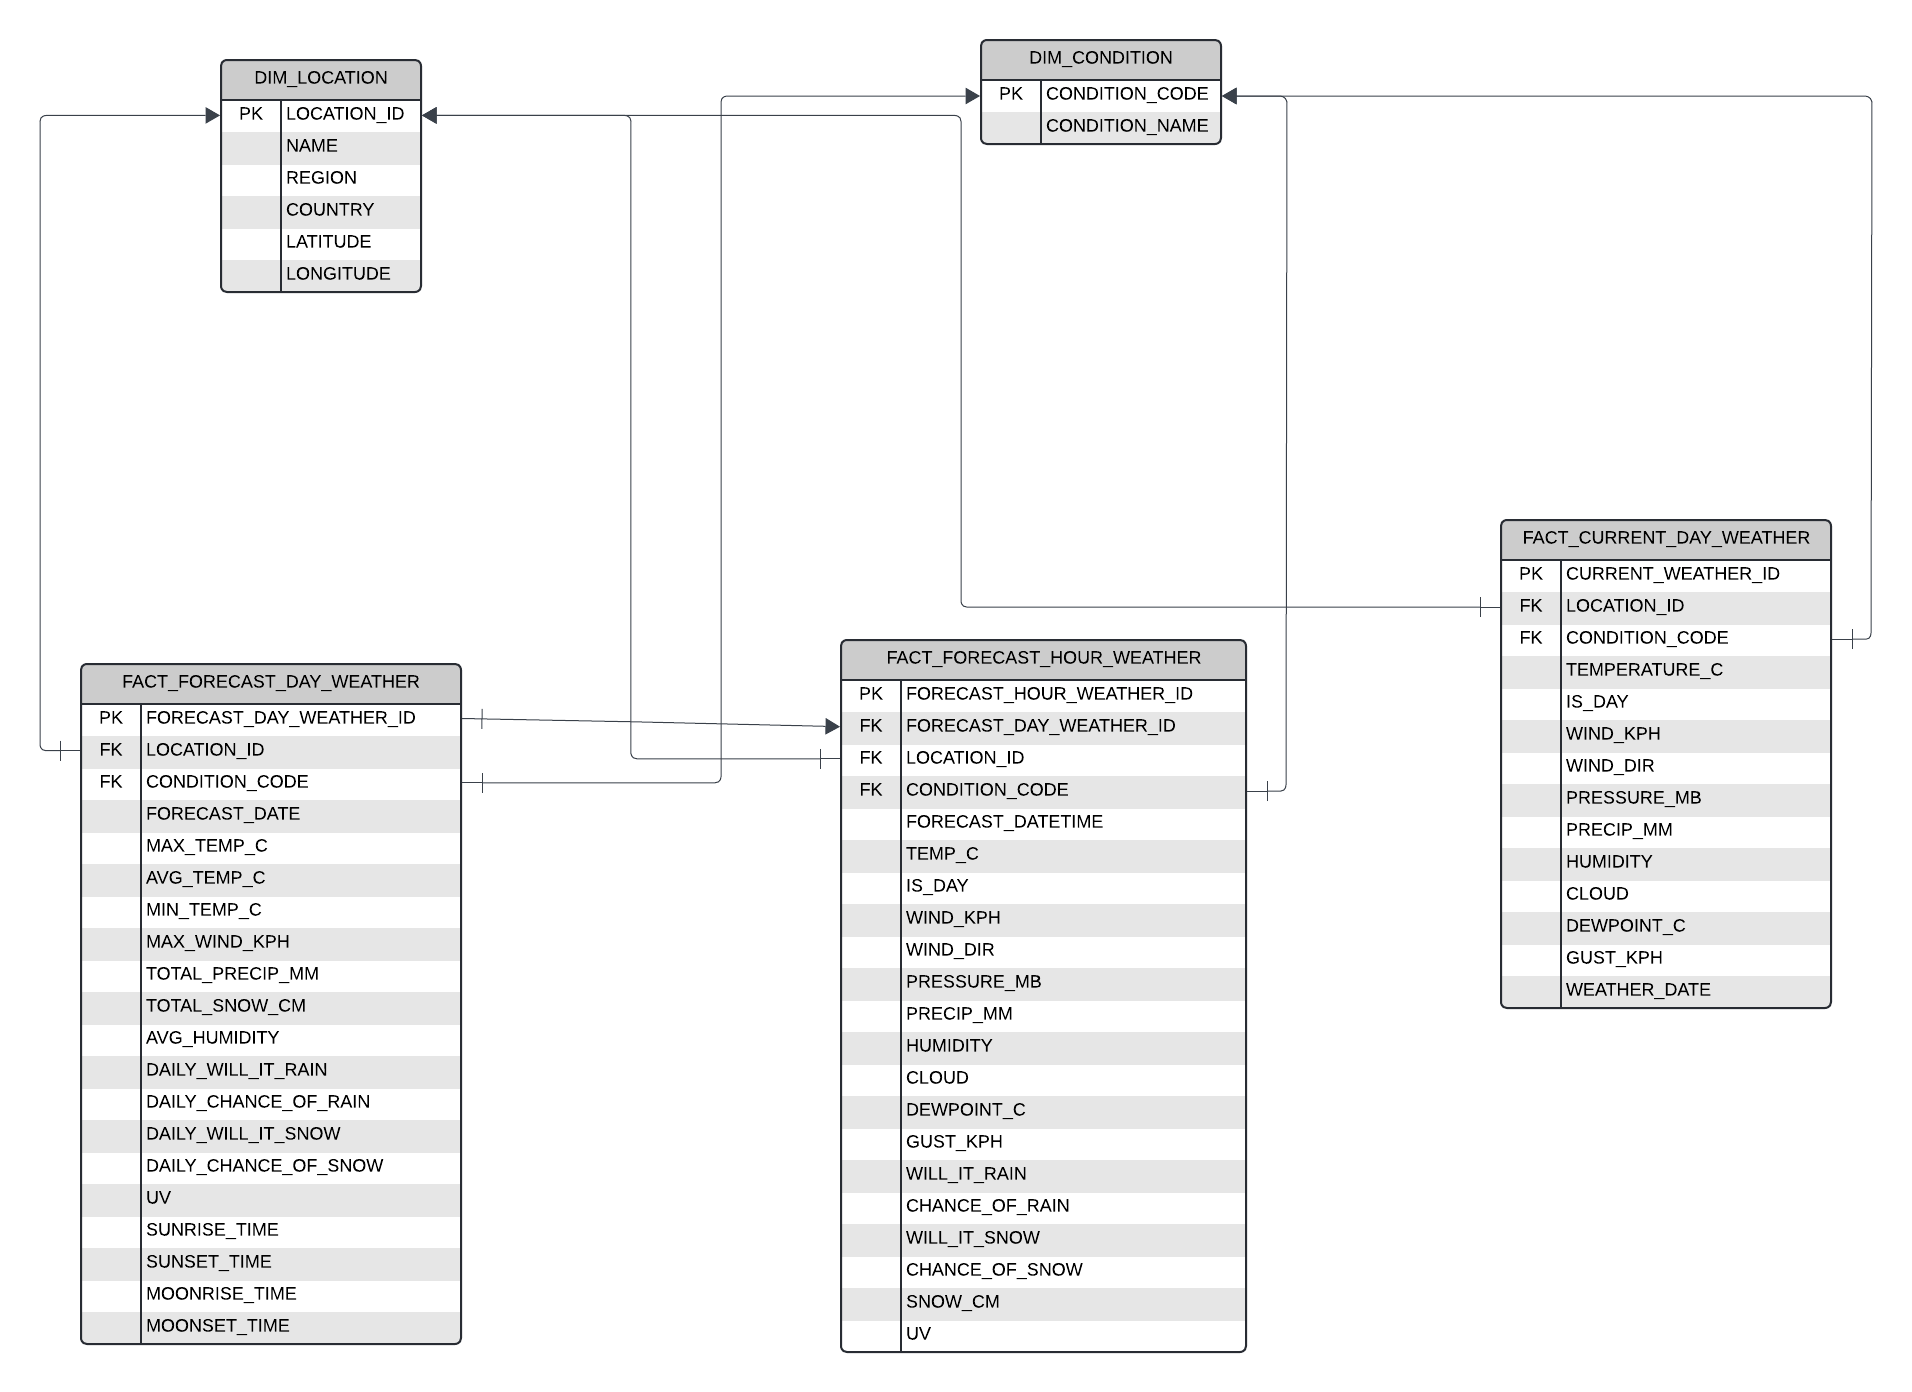 DIM_LOCATION
PK LOCATION_ID
NAME
REGION
COUNTRY
LATITUDE
LONGITUDE
DIM_CONDITION
PK CONDITION_CODE
CONDITION_NAME
FACT_FORECAST_DAY_WEATHER
PK FORECAST_DAY_WEATHER_ID
FK LOCATION_ID
FK CONDITION_CODE
FORECAST_DATE
MAX_TEMP_C
AVG_TEMP_C
MIN_TEMP_C
MAX_WIND_KPH
TOTAL_PRECIP_MM
TOTAL_SNOW_CM
AVG_HUMIDITY
DAILY_WILL_IT_RAIN
DAILY_CHANCE_OF_RAIN
DAILY_WILL_IT_SNOW
DAILY_CHANCE_OF_SNOW
UV
SUNRISE_TIME
SUNSET_TIME
MOONRISE_TIME
MOONSET_TIME
FACT_FORECAST_HOUR_WEATHER
PK FORECAST_HOUR_WEATHER_ID
FK FORECAST_DAY_WEATHER_ID
FK LOCATION_ID
FK CONDITION_CODE
FORECAST_DATETIME
TEMP_C
IS_DAY
WIND_KPH
WIND_DIR
PRESSURE_MB
PRECIP_MM
HUMIDITY
CLOUD
DEWPOINT_C
GUST_KPH
WILL_IT_RAIN
CHANCE_OF_RAIN
WILL_IT_SNOW
CHANCE_OF_SNOW
SNOW_CM
UV
FACT_CURRENT_DAY_WEATHER
PK CURRENT_WEATHER_ID
FK LOCATION_ID
FK CONDITION_CODE
TEMPERATURE_C
IS_DAY
WIND_KPH
WIND_DIR
PRESSURE_MB
PRECIP_MM
HUMIDITY
CLOUD
DEWPOINT_C
GUST_KPH
WEATHER_DATE